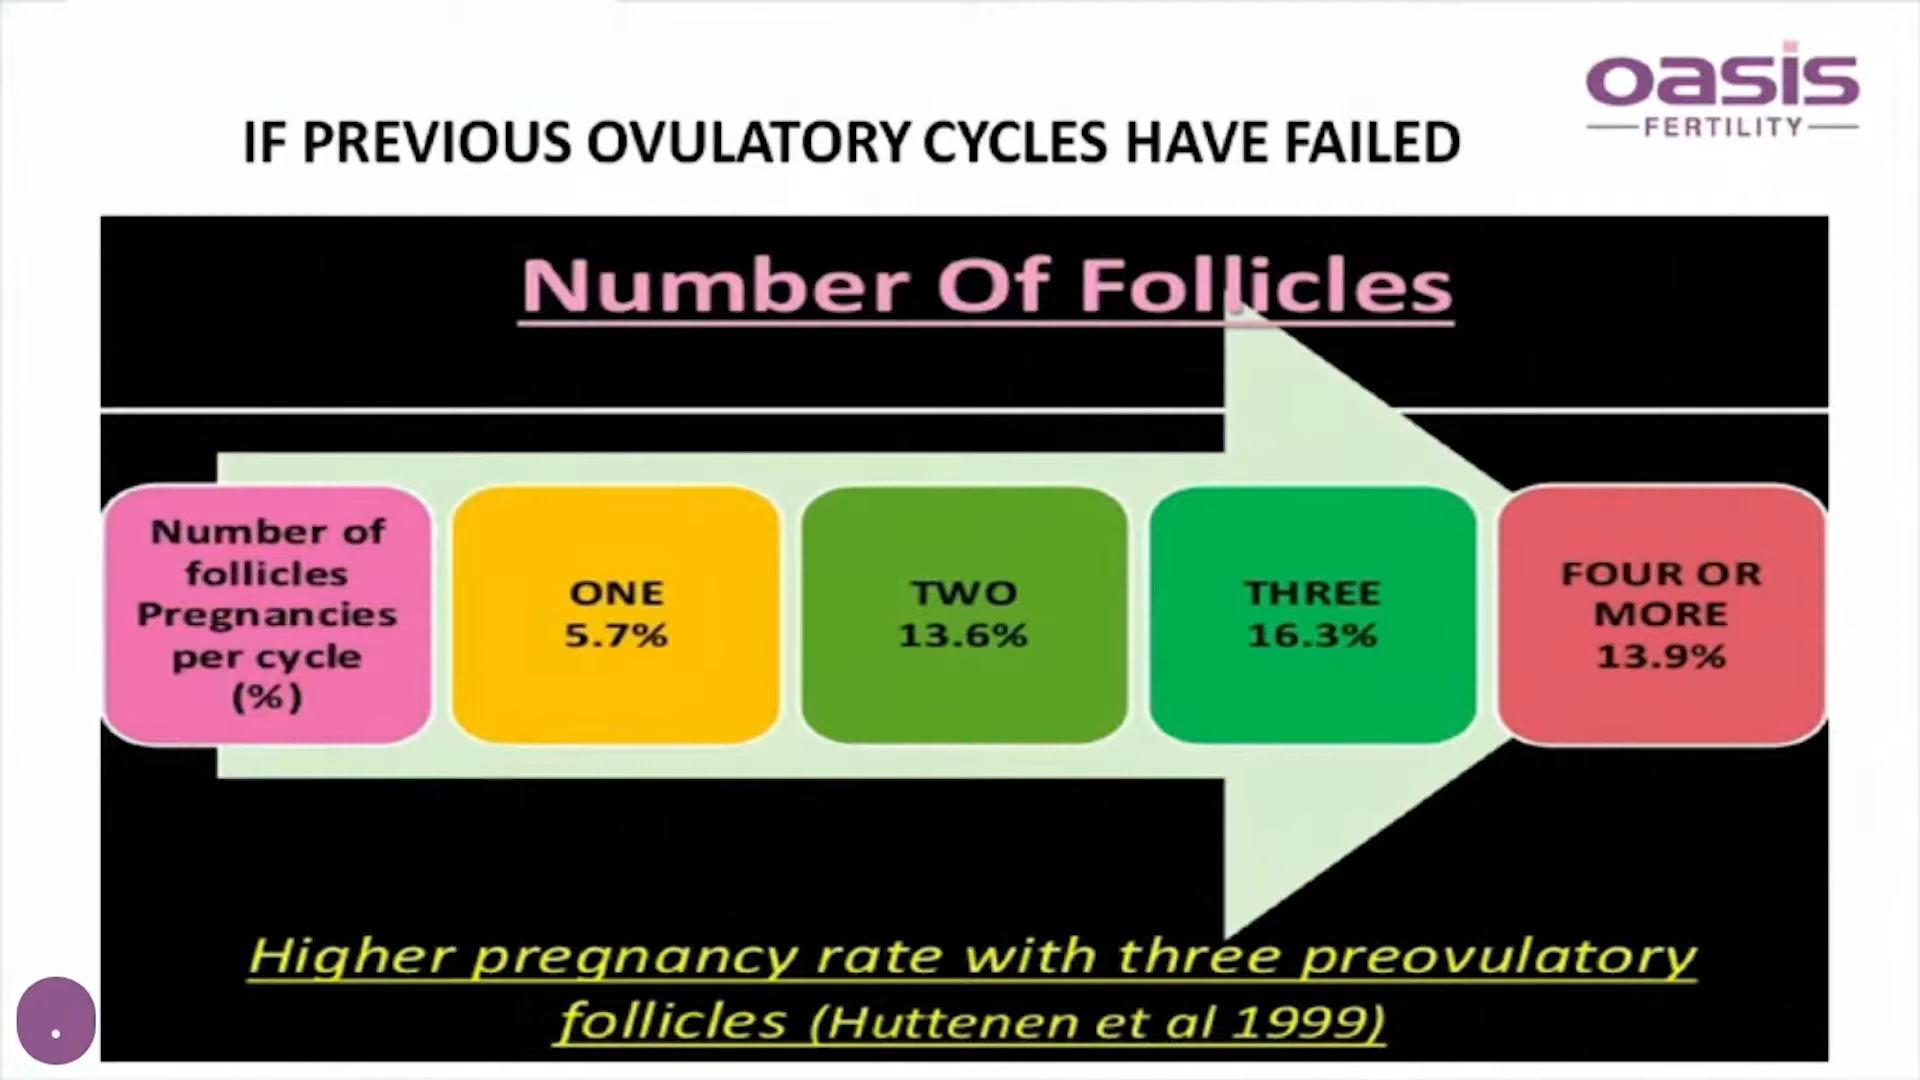 oasis
FERTILITY
IF PREVIOUS OVULATORY CYCLES HAVE FAILED
Number Of Follicles
Number of
follicles
Pregnancies
per cycle
(%)
ONE
5.7%
TWO
13.6%
THREE
16.3%
FOUR OR
MORE
13.9%
Higher pregnancy rate with three preovulatory
follicles (Huttenen et al 1999)